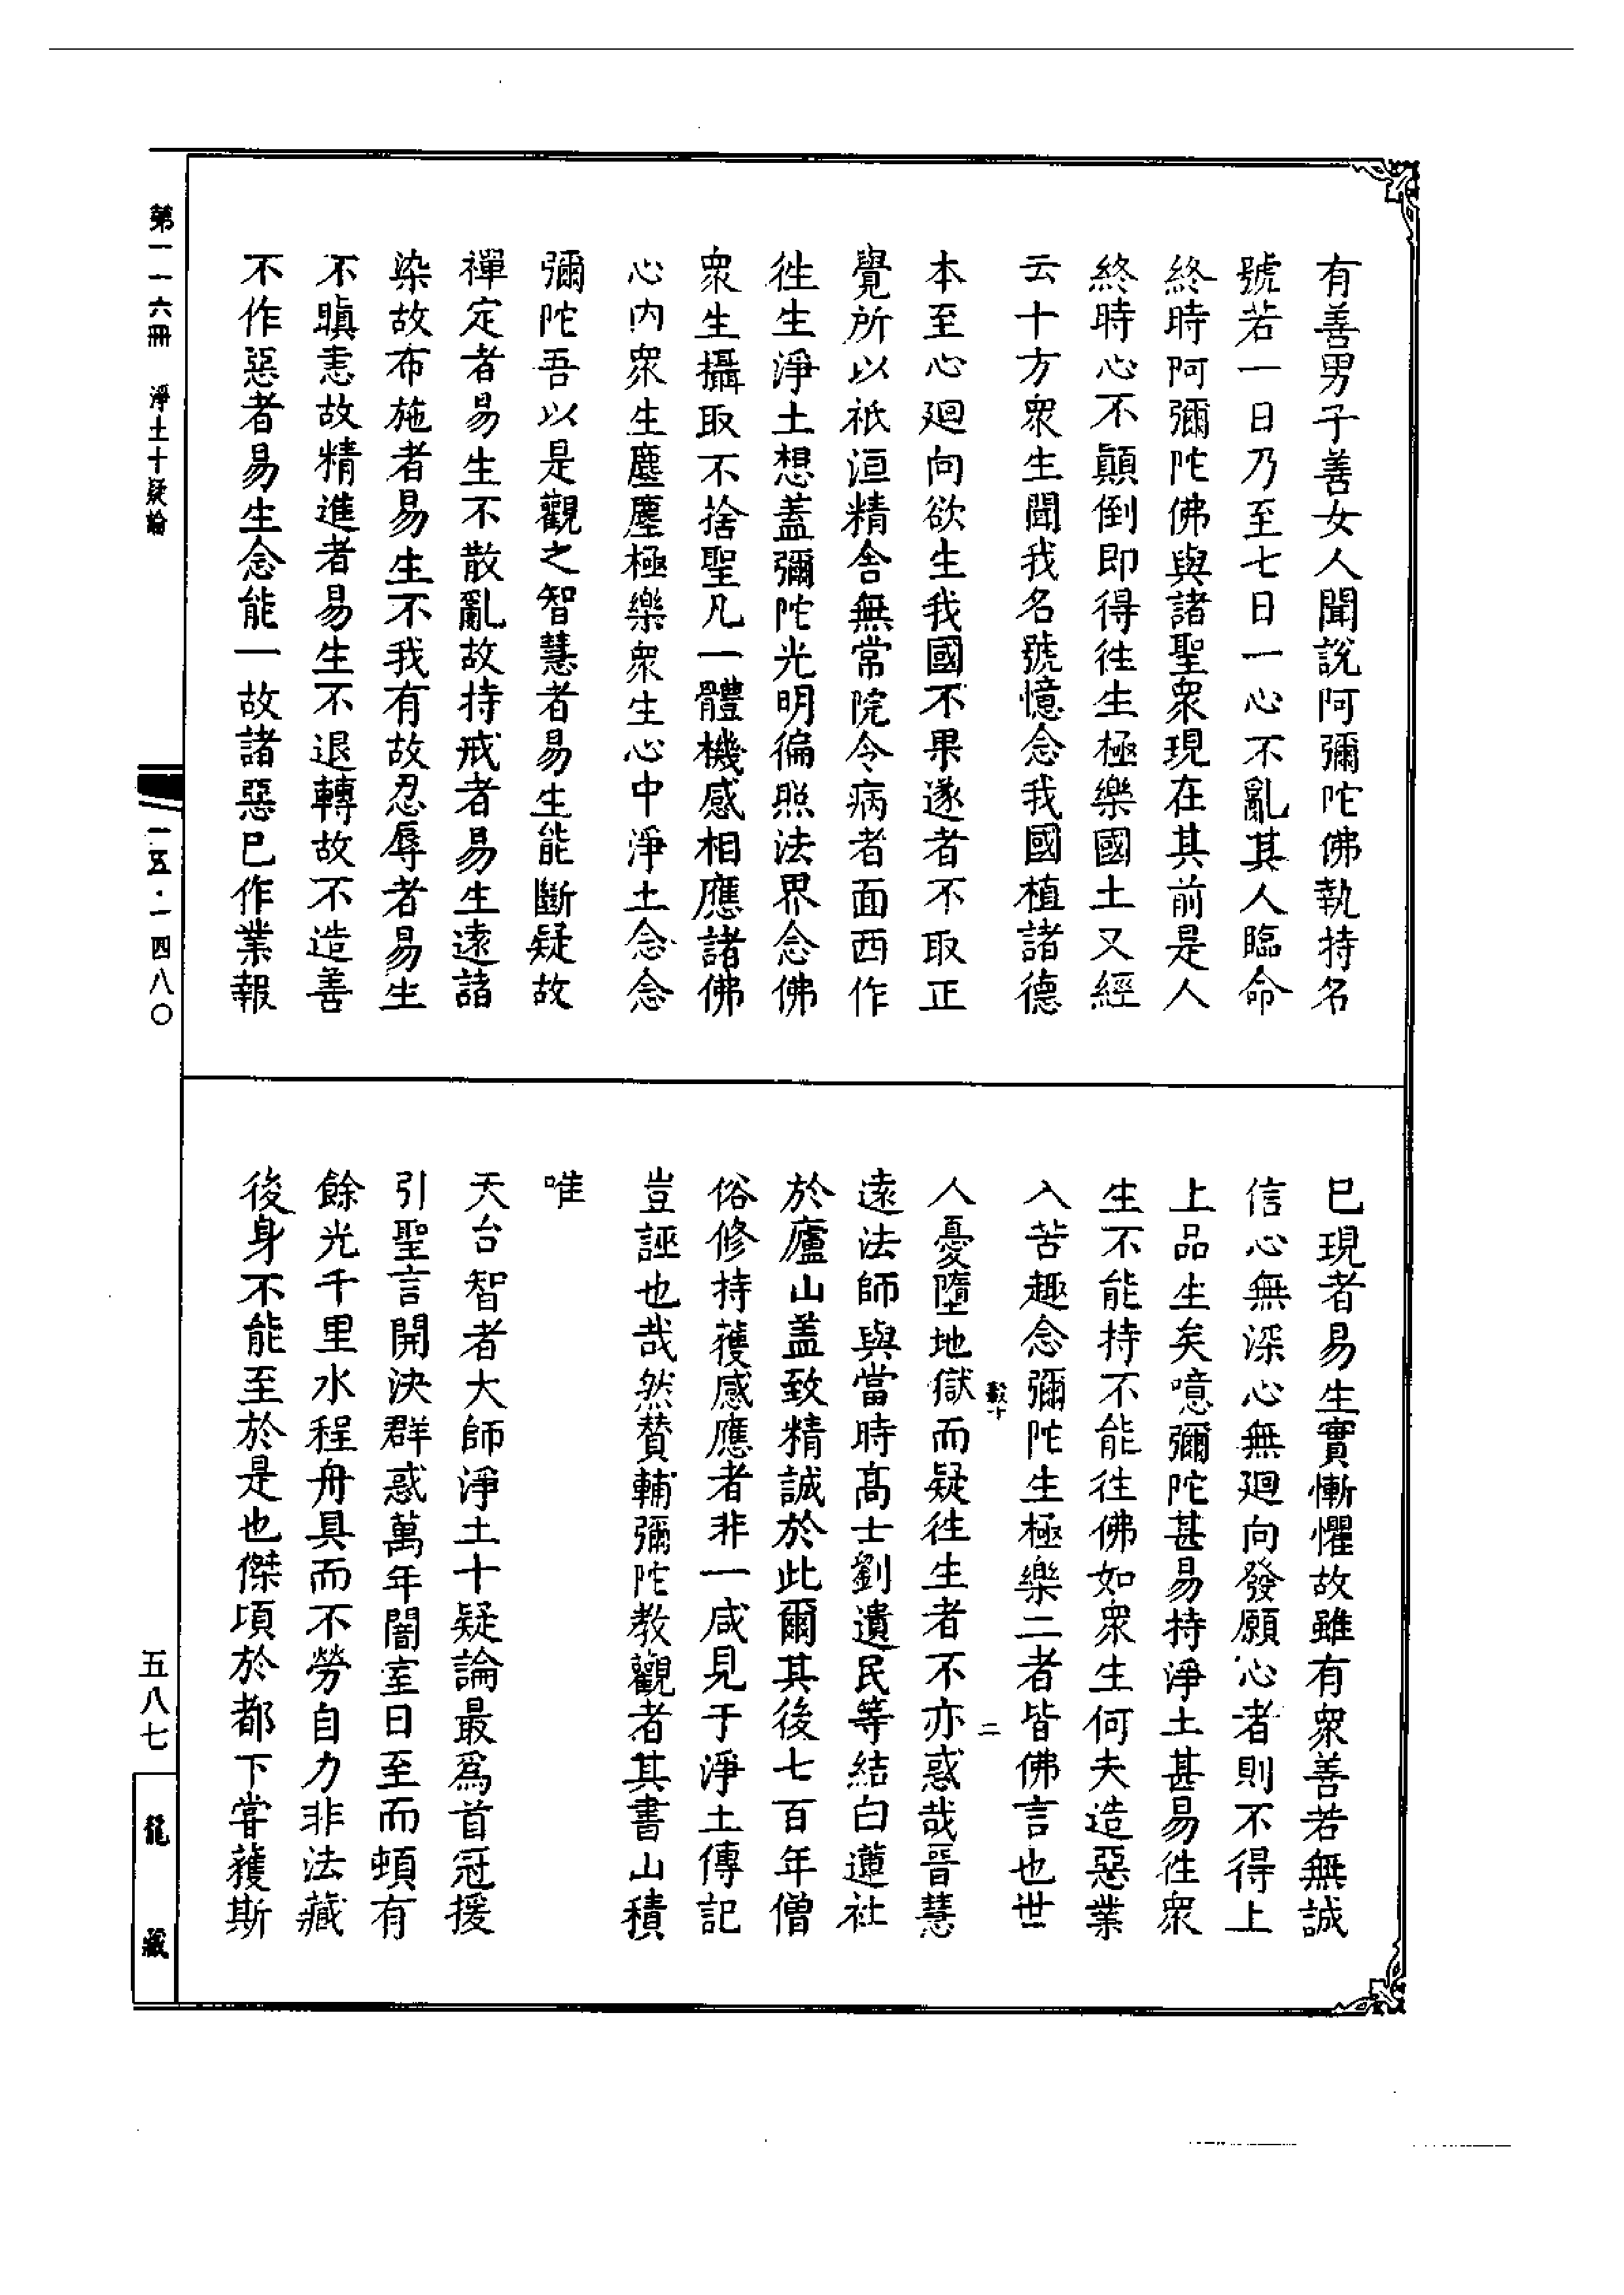 有善男子善女人聞說阿彌陀佛執持名
號若一日乃至七日一心不亂其人臨命
終時阿彌陀佛與諸聖衆現在其前是人
終時心不顛倒即得徃生極樂國土又經
云十方衆生聞我名號憶念我國植諸德
本至心廻向欲生我國不果遂者不取正
覺所以祇洹精舍無常院令病者面西作
徃生淨土想蓋彌陀光明徧照法界念佛
衆生攝取不捨聖凡一體機感相應諸佛
心內衆生塵塵極樂衆生心中淨土念念
彌陀吾以是觀之智慧者易生能斷疑故
禪定者易生不散亂故持戒者易生遠諸
染故布施者易生不我有故忍辱者易生
不瞋恚故精進者易生不退轉故不造善
不作惡者易生念能一故諸惡已作業報
已現者易生實慚懼故雖有衆善若無誠
信心無深心無廻向發願心者則不得上
上品生矣噫彌陀甚易持淨土甚易徃衆
生不能持不能徃佛如衆生何夫造惡業
入苦趣念彌陀生極樂二者皆佛言也世
人憂墮地獄而疑徃生者不亦惑哉晉慧
遠法師與當時高士劉遺民等結白蓮社
於廬山盖致精誠於此爾其後七百年僧
俗修持獲感應者非一咸見于淨土傳記
豈誣也哉然贊輔彌陀教觀者其書山積
唯
天台智者大師淨土十疑論最爲首冠援
引聖言開決群惑萬年闇室日至而頓有
餘光千里水程舟具而不勞自力非法藏
後身不能至於是也傑頃於都下甞獲斯
二
第一一六冊 淨土十疑論
一五·一四八〇
五八七
龍藏